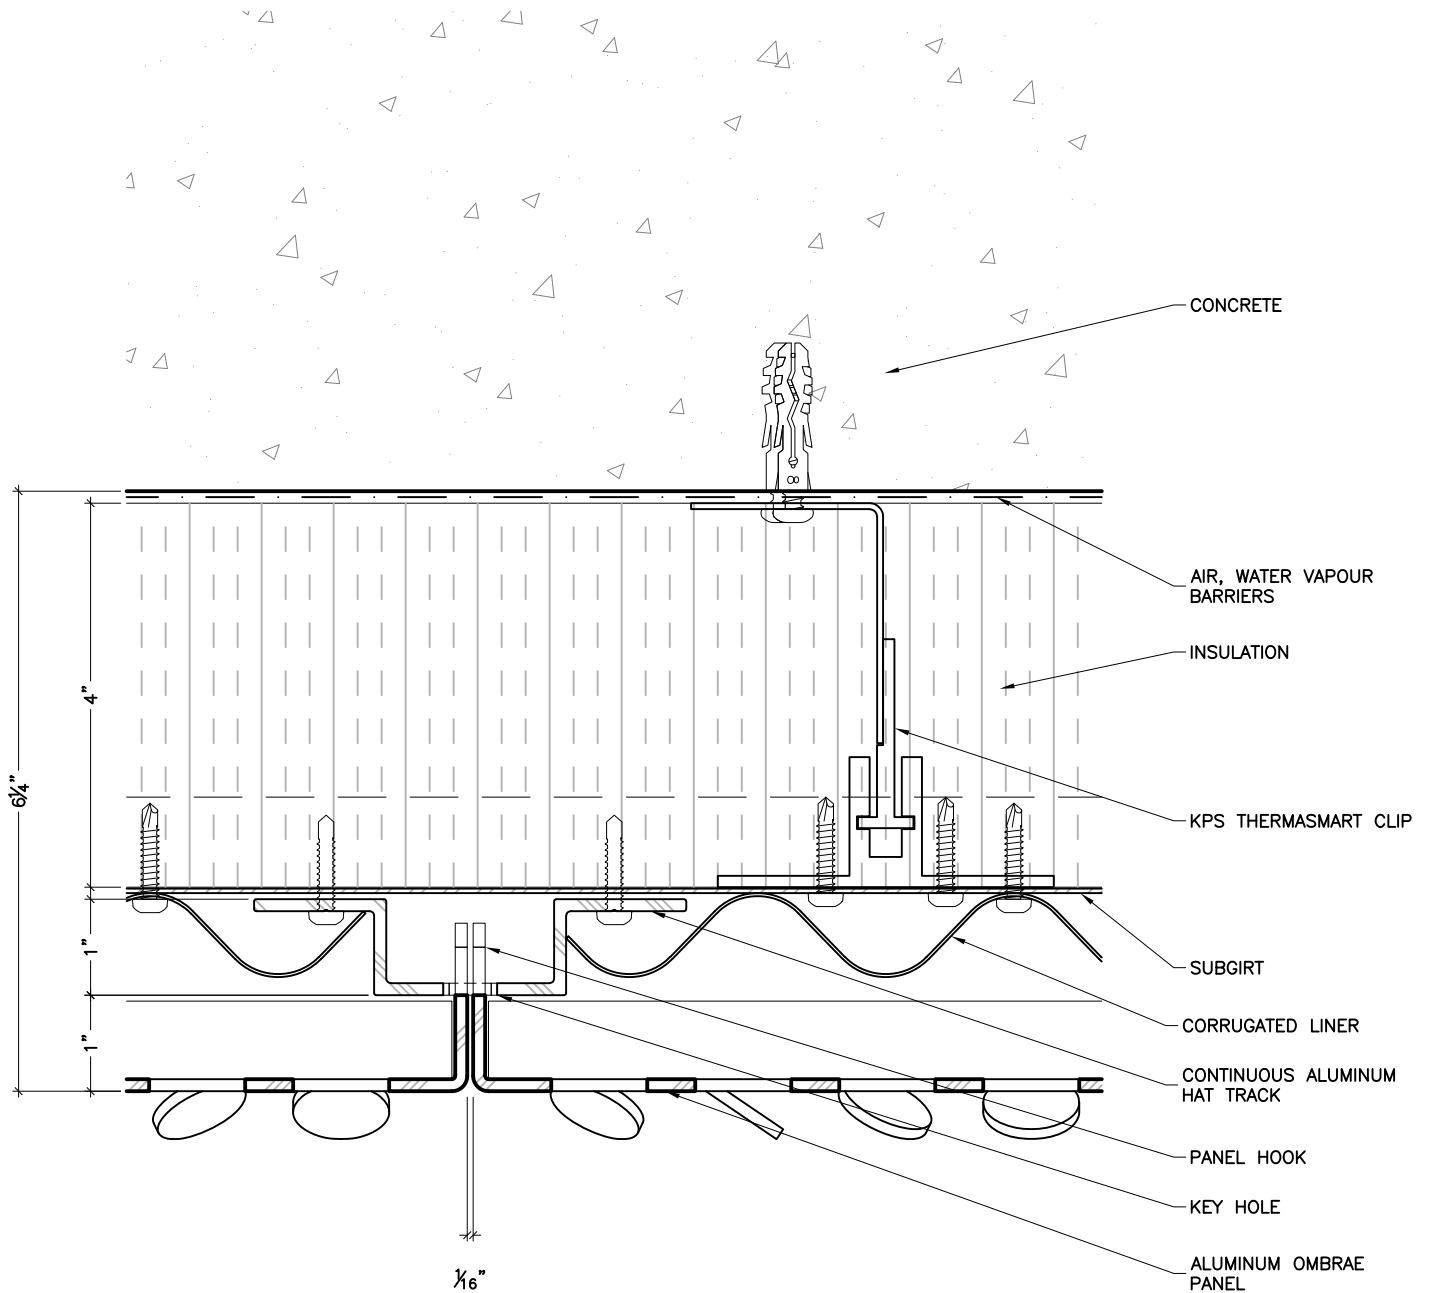 CONCRETE
AIR, WATER VAPOUR
BARRIERS
INSULATION
4"
6¼"
KPS THERMASMART CLIP
1"
SUBGIRT
CORRUGATED LINER
1"
CONTINUOUS ALUMINUM
HAT TRACK
PANEL HOOK
KEY HOLE
ALUMINUM OMBRAE
PANEL
1/16"